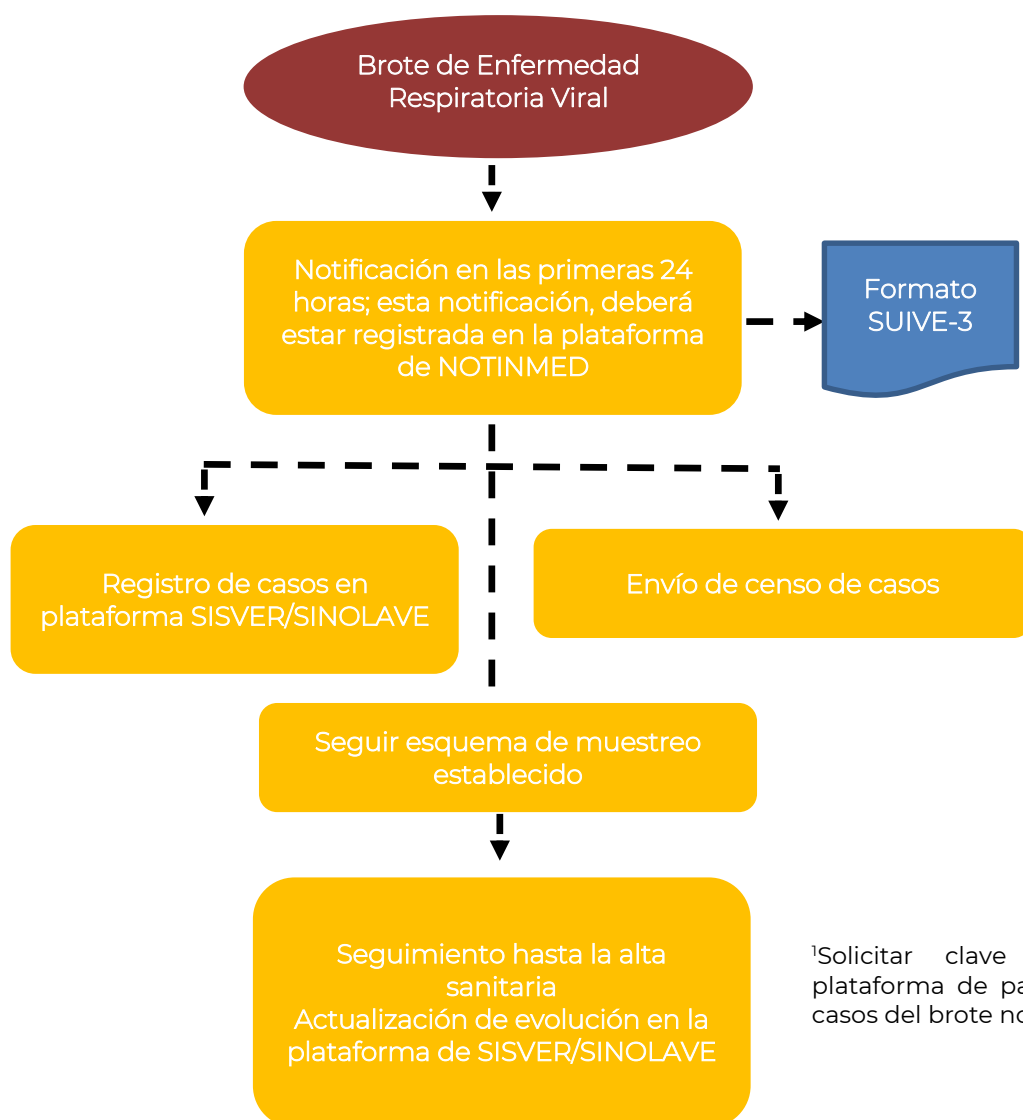 Brote de Enfermedad
Respiratoria Viral
Notificación en las primeras 24
horas; esta notificación, deberá
estar registrada en la plataforma
de NOTINMED
Formato
SUIVE-3
Registro de casos en
plataforma SISVER/SINOLAVE
Envío de censo de casos
Seguir esquema de muestreo
establecido
Seguimiento hasta la alta
sanitaria
Actualización de evolución en la
plataforma de SISVER/SINOLAVE
¹Solicitar clave
plataforma de
casos del brote